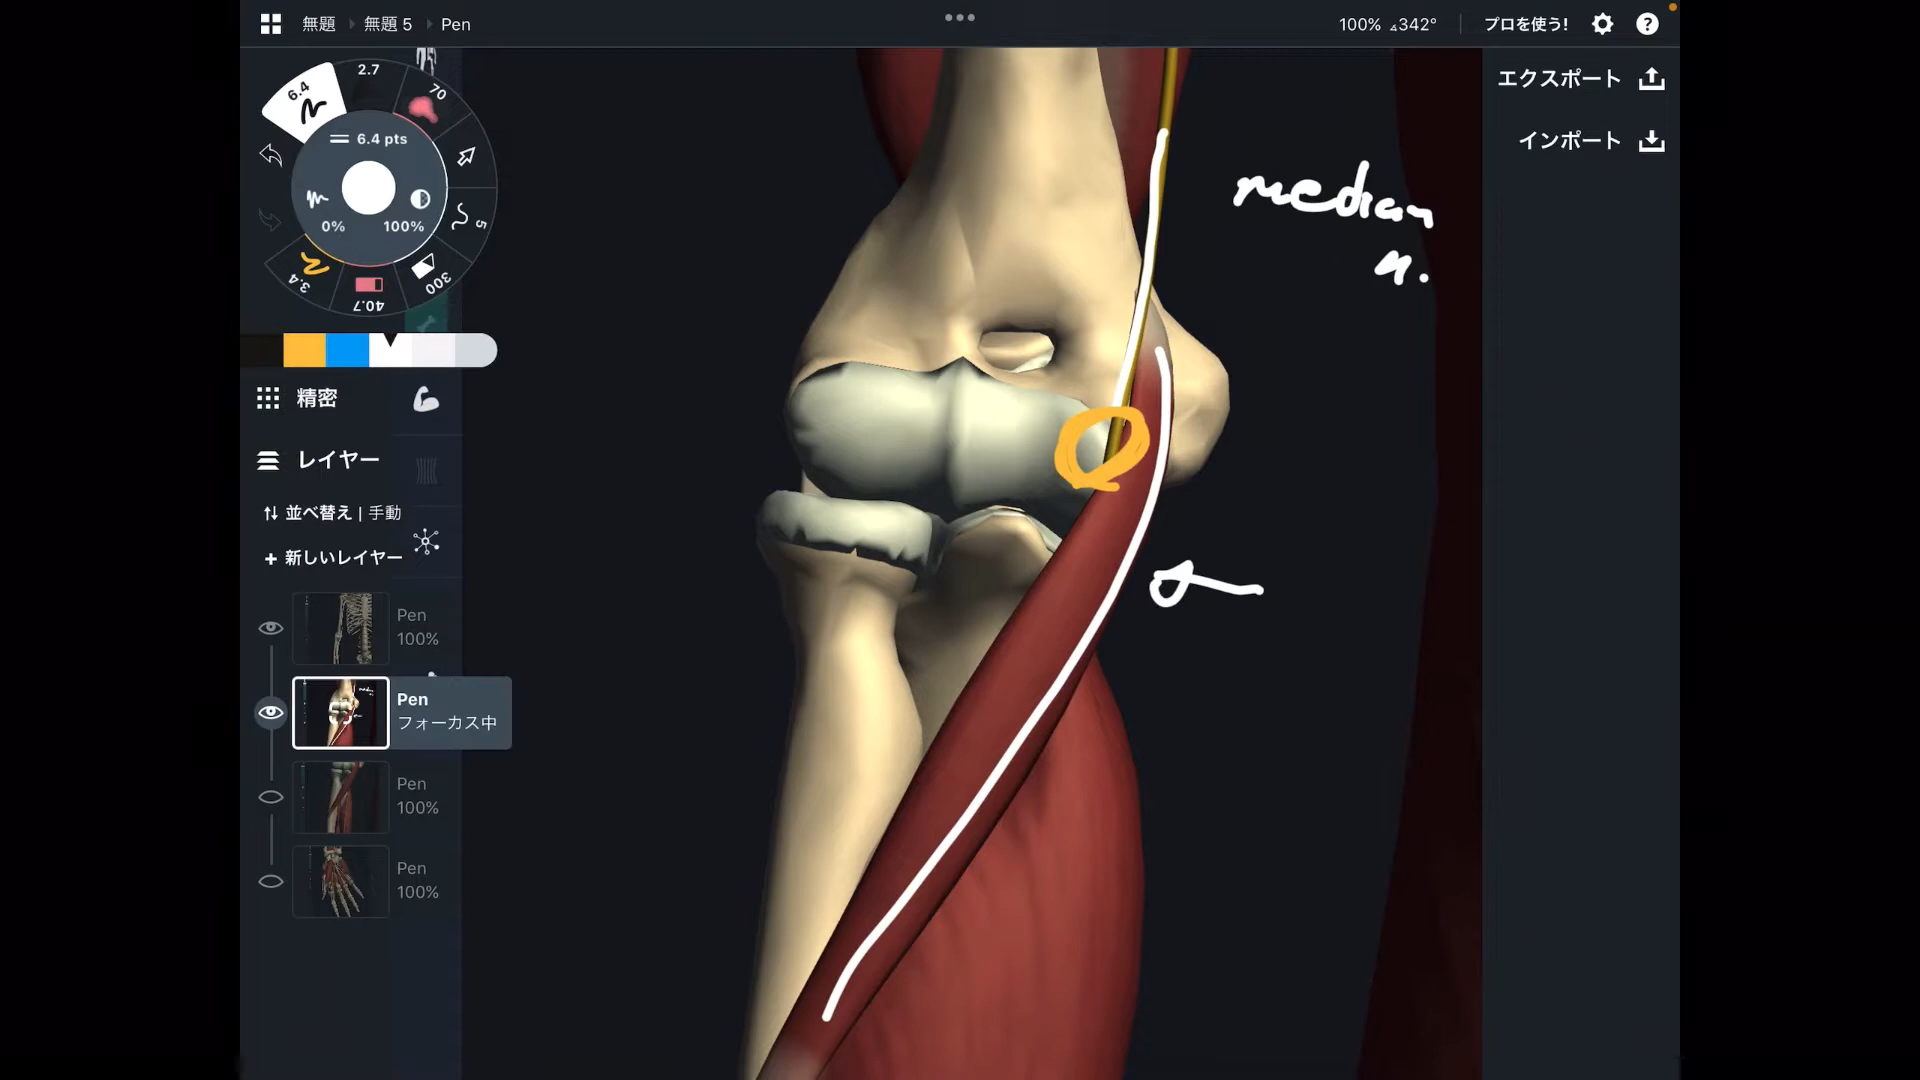 無題 無題 5 Pen
100% ⊿342° プロを使う!
エクスポート
インポート
6.4
2.7
70
6.4 pts
0% 100%
5
300
40.7
3.4
精密
レイヤー
並べ替え | 手動
+ 新しいレイヤー
Pen
100%
Pen
フォーカス中
Pen
100%
Pen
100%
median
n.